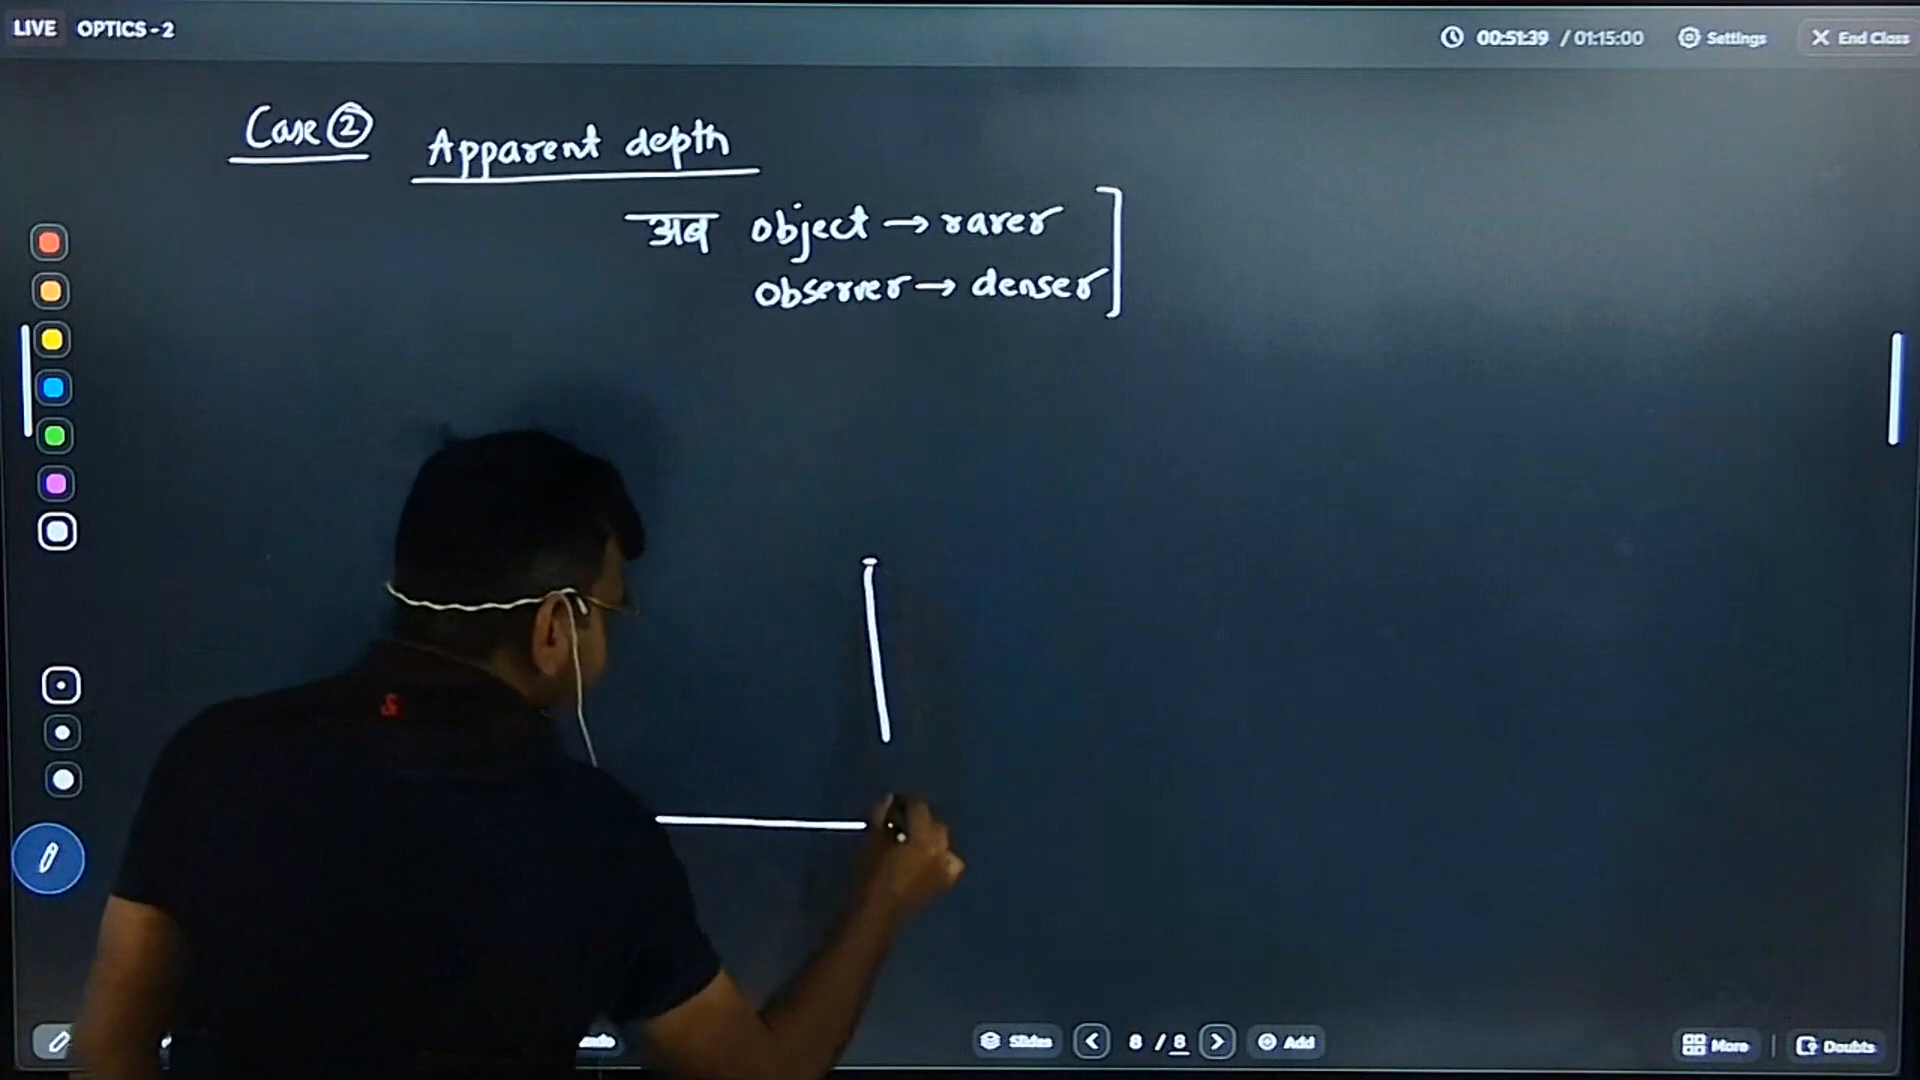 LIVE OPTICS - 2
00:51:39 / 01:15:00 Settings X End Class
Case ②
Apparent depth
अब object → rarer
observer → denser
Slides < 8 / 8 > Add
More | Doubts